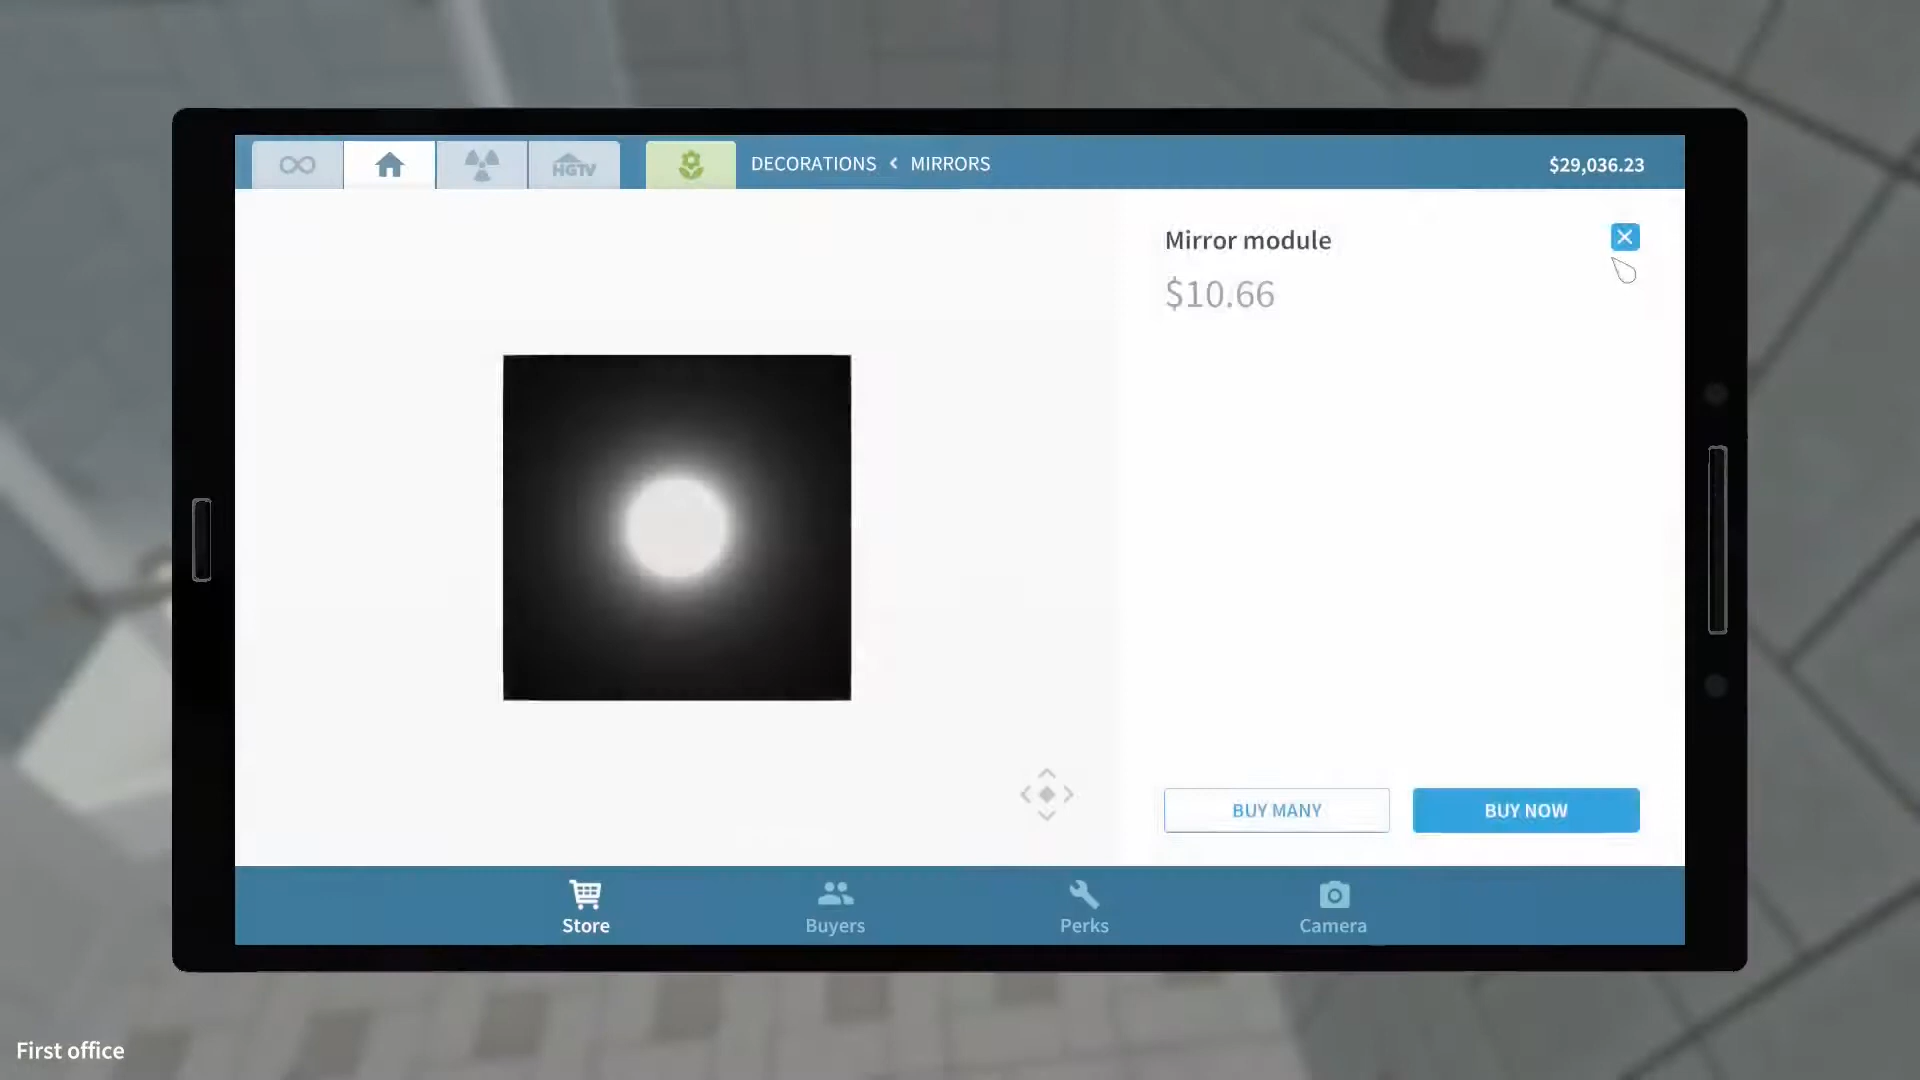 HGTV
DECORATIONS < MIRRORS
$29,036.23
Mirror module
$10.66
BUY MANY
BUY NOW
Store
Buyers
Perks
Camera
First office